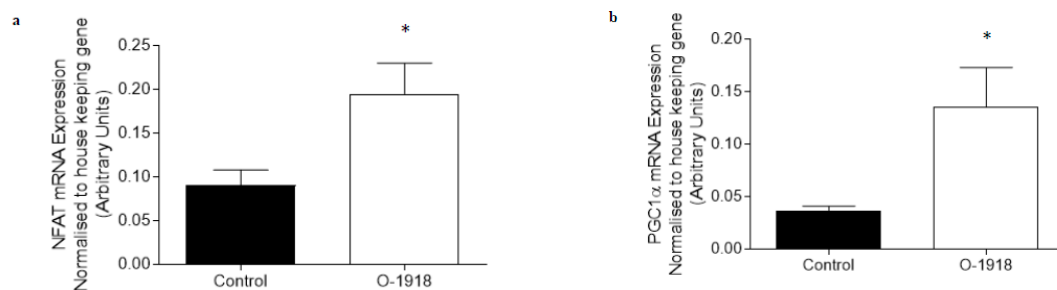 a
NFAT mRNA Expression
Normalised to house keeping gene
(Arbitrary Units)
0.25
0.20
0.15
0.10
0.05
0.00
*
Control
O-1918
b
PGC1α mRNA Expression
Normalised to house keeping gene
(Arbitrary Units)
0.20
0.15
0.10
0.05
0.00
*
Control
O-1918